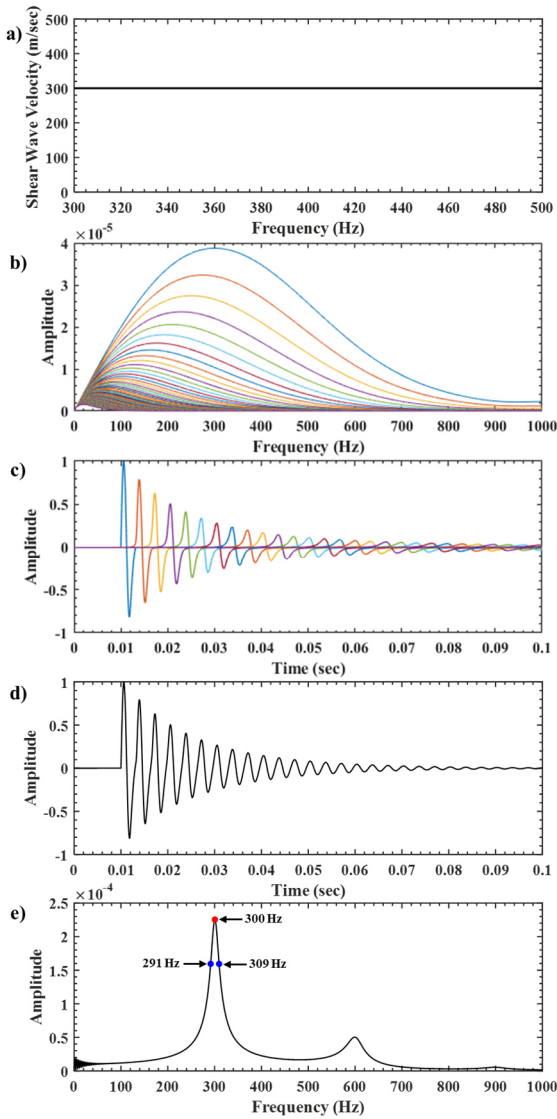 a)
Shear Wave Velocity (m/sec)
500
400
300
200
100
0
300 320 340 360 380 400 420 440 460 480 500
Frequency (Hz)
×10⁻⁵
b)
Amplitude
4
3
2
1
0
0 100 200 300 400 500 600 700 800 900 1000
Frequency (Hz)
c)
Amplitude
1
0.5
0
-0.5
-1
0 0.01 0.02 0.03 0.04 0.05 0.06 0.07 0.08 0.09 0.1
Time (sec)
d)
Amplitude
1
0.5
0
-0.5
-1
0 0.01 0.02 0.03 0.04 0.05 0.06 0.07 0.08 0.09 0.1
Time (sec)
×10⁻⁴
e)
Amplitude
2.5
2
1.5
1
0.5
0
300 Hz
291 Hz
309 Hz
0 100 200 300 400 500 600 700 800 900 1000
Frequency (Hz)